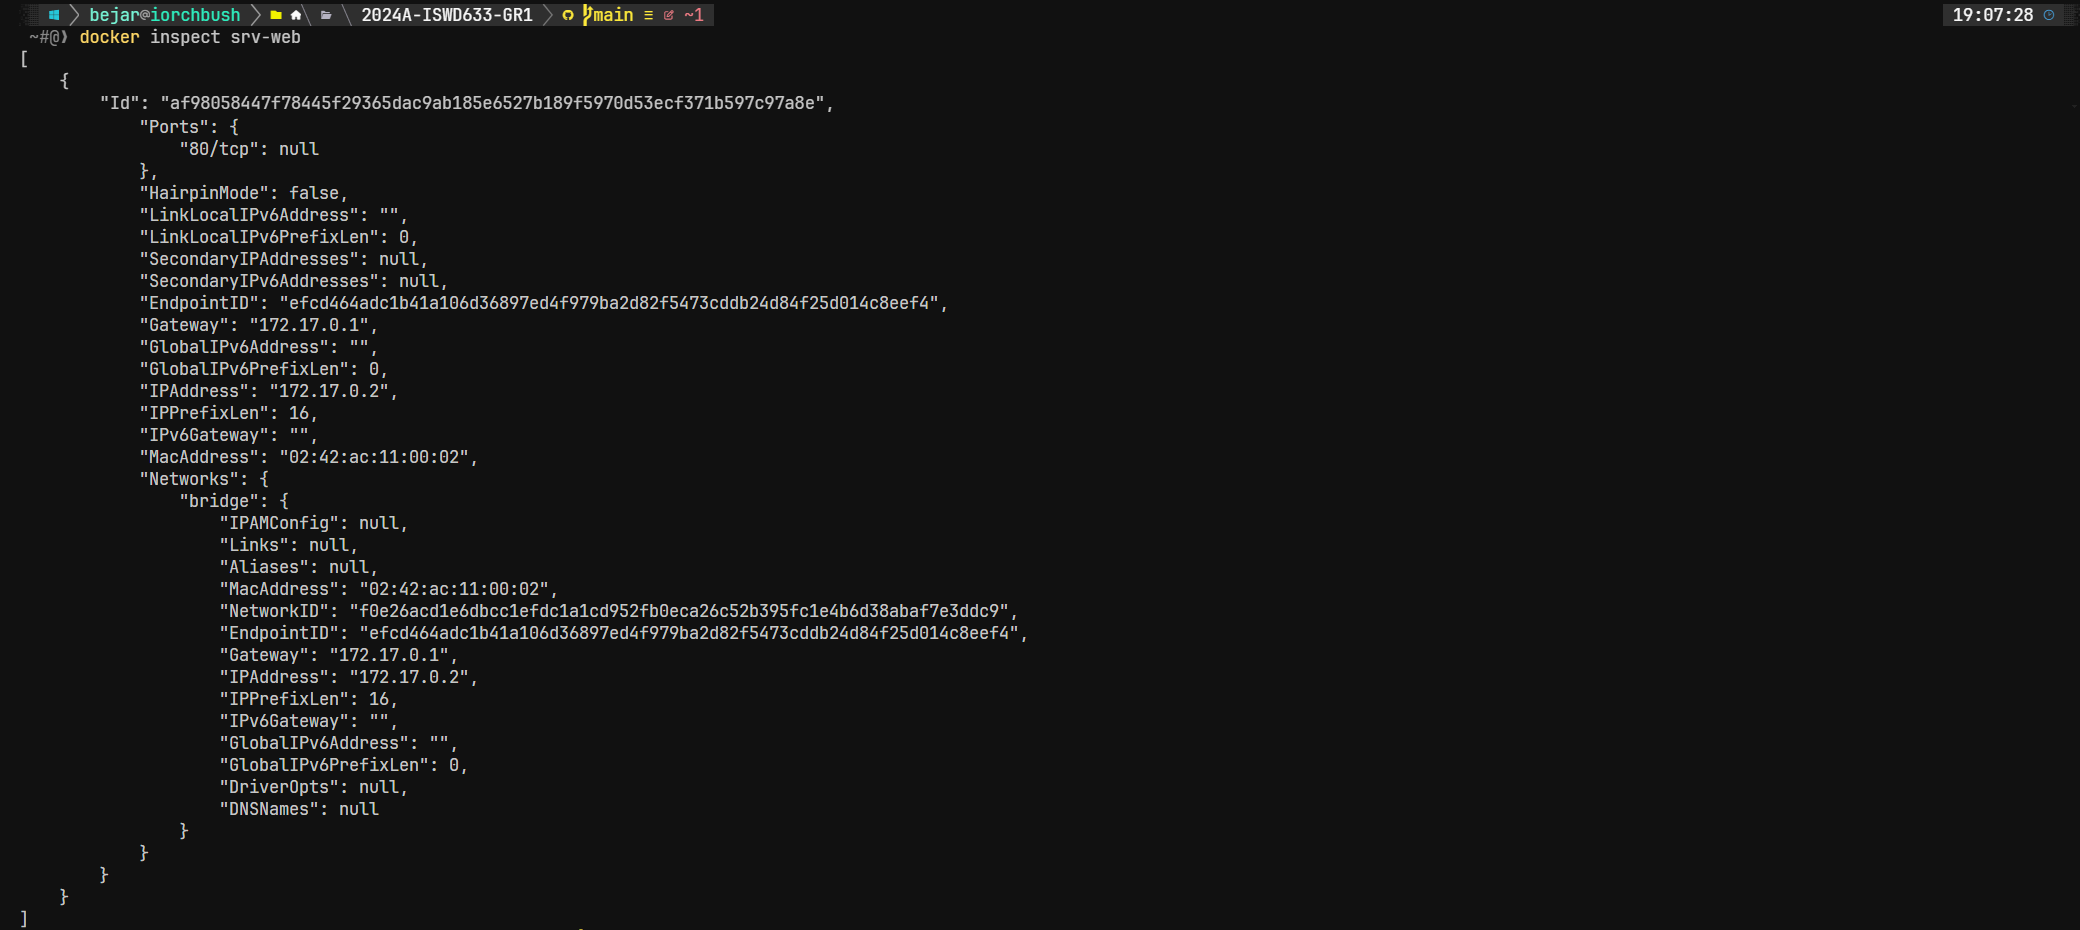 bejar@iorchbush 2024A-ISWD633-GR1 main ≡ ~1 19:07:28
~#@❯ docker inspect srv-web
[
    {
        "Id": "af98058447f78445f29365dac9ab185e6527b189f5970d53ecf371b597c97a8e",
            "Ports": {
                "80/tcp": null
            },
            "HairpinMode": false,
            "LinkLocalIPv6Address": "",
            "LinkLocalIPv6PrefixLen": 0,
            "SecondaryIPAddresses": null,
            "SecondaryIPv6Addresses": null,
            "EndpointID": "efcd464adc1b41a106d36897ed4f979ba2d82f5473cddb24d84f25d014c8eef4",
            "Gateway": "172.17.0.1",
            "GlobalIPv6Address": "",
            "GlobalIPv6PrefixLen": 0,
            "IPAddress": "172.17.0.2",
            "IPPrefixLen": 16,
            "IPv6Gateway": "",
            "MacAddress": "02:42:ac:11:00:02",
            "Networks": {
                "bridge": {
                    "IPAMConfig": null,
                    "Links": null,
                    "Aliases": null,
                    "MacAddress": "02:42:ac:11:00:02",
                    "NetworkID": "f0e26acd1e6dbcc1efdc1a1cd952fb0eca26c52b395fc1e4b6d38abaf7e3ddc9",
                    "EndpointID": "efcd464adc1b41a106d36897ed4f979ba2d82f5473cddb24d84f25d014c8eef4",
                    "Gateway": "172.17.0.1",
                    "IPAddress": "172.17.0.2",
                    "IPPrefixLen": 16,
                    "IPv6Gateway": "",
                    "GlobalIPv6Address": "",
                    "GlobalIPv6PrefixLen": 0,
                    "DriverOpts": null,
                    "DNSNames": null
                }
            }
        }
    }
]